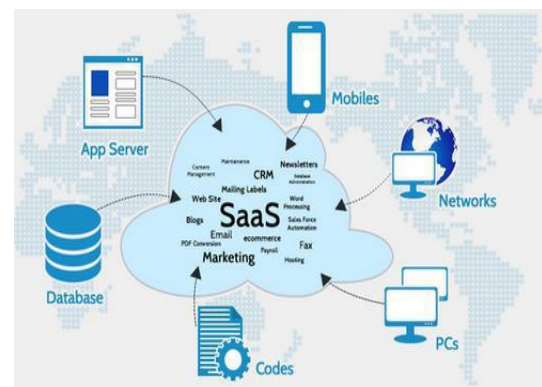 Mobiles
App Server
Maintenance
Content
Management
CRM
Newsletters
Database
Administration
Mailing Labels
Web Site
Word
Processing
Networks
Blogs
SaaS
Sales Force
Automation
Email
ecommerce
PDF Conversion
Payroll
Fax
Marketing
Hosting
Database
PCs
Codes